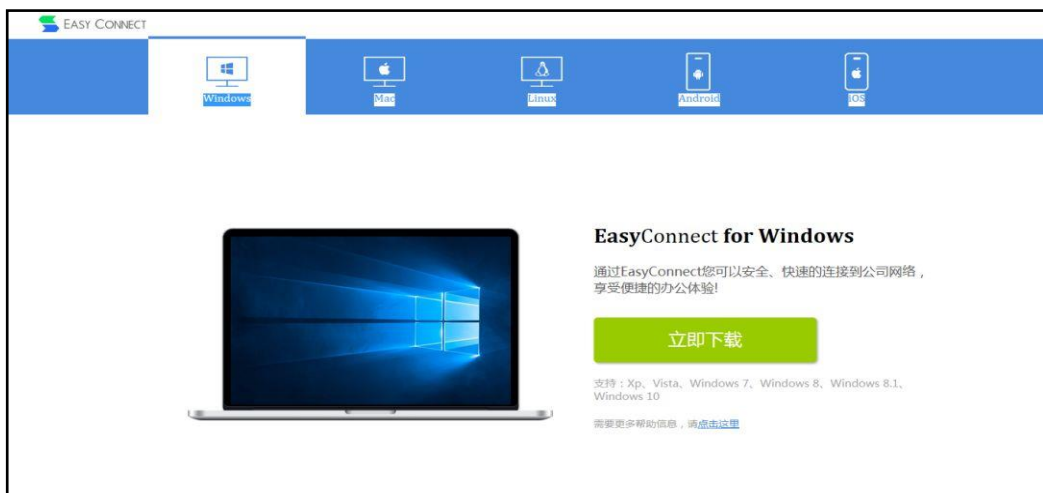 EASY CONNECT
Windows
Mac
Linux
Android
IOS
EasyConnect for Windows
通过EasyConnect您可以安全、快速的连接到公司网络，
享受便捷的办公体验!
立即下载
支持：Xp、Vista、Windows 7、Windows 8、Windows 8.1、
Windows 10
需要更多帮助信息，请点击这里